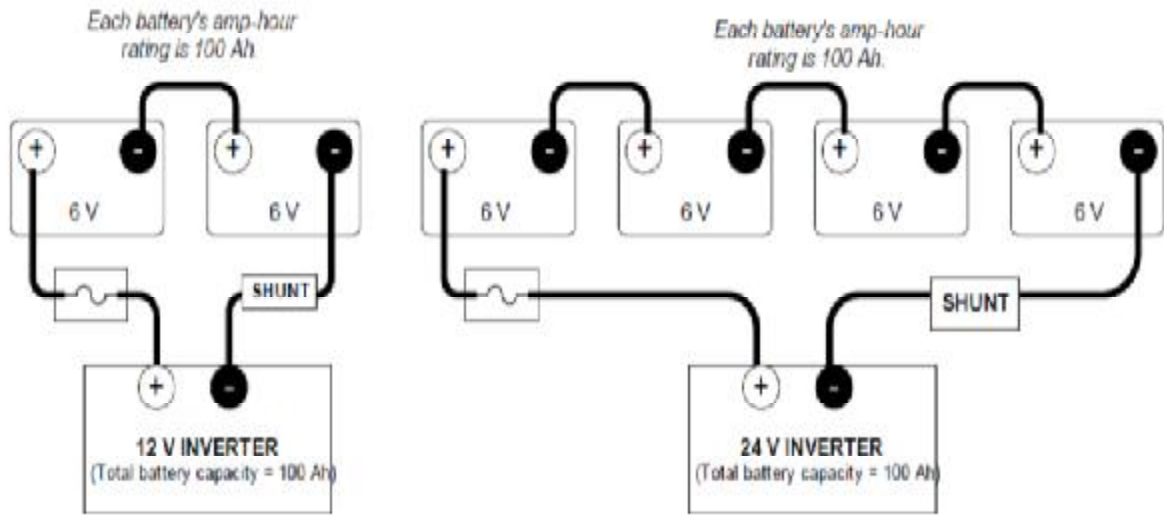 Each battery's amp-hour
rating is 100 Ah.
+ - + -
6 V 6 V
SHUNT
+ -
12 V INVERTER
(Total battery capacity = 100 Ah)
Each battery's amp-hour
rating is 100 Ah.
+ - + - + - + -
6 V 6 V 6 V 6 V
SHUNT
+ -
24 V INVERTER
(Total battery capacity = 100 Ah)